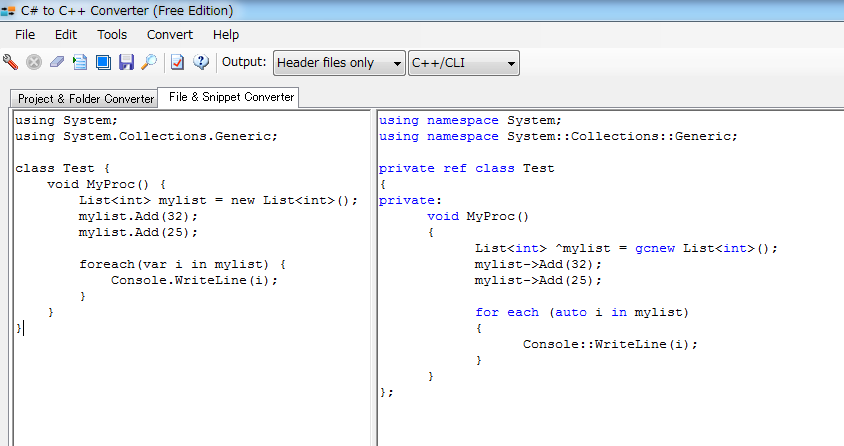 C# to C++ Converter (Free Edition)
File Edit Tools Convert Help
Output: Header files only C++/CLI
Project & Folder Converter File & Snippet Converter
using System;
using System.Collections.Generic;
class Test {
    void MyProc() {
        List<int> mylist = new List<int>();
        mylist.Add(32);
        mylist.Add(25);
        foreach(var i in mylist) {
            Console.WriteLine(i);
        }
    }
}
using namespace System;
using namespace System::Collections::Generic;
private ref class Test
{
private:
      void MyProc()
      {
            List<int> ^mylist = gcnew List<int>();
            mylist->Add(32);
            mylist->Add(25);
            for each (auto i in mylist)
            {
                  Console::WriteLine(i);
            }
      }
};